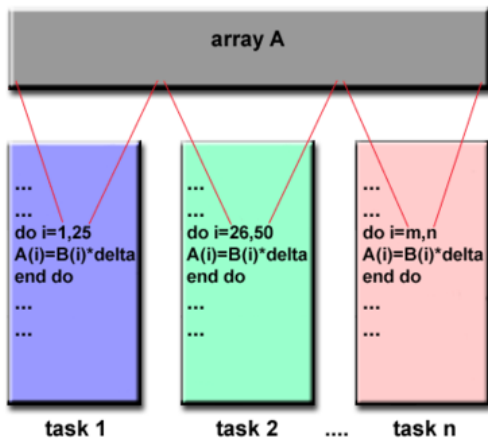 array A
...
...
do i=1,25
A(i)=B(i)*delta
end do
...
...
...
...
do i=26,50
A(i)=B(i)*delta
end do
...
...
...
...
do i=m,n
A(i)=B(i)*delta
end do
...
...
task 1
task 2
....
task n